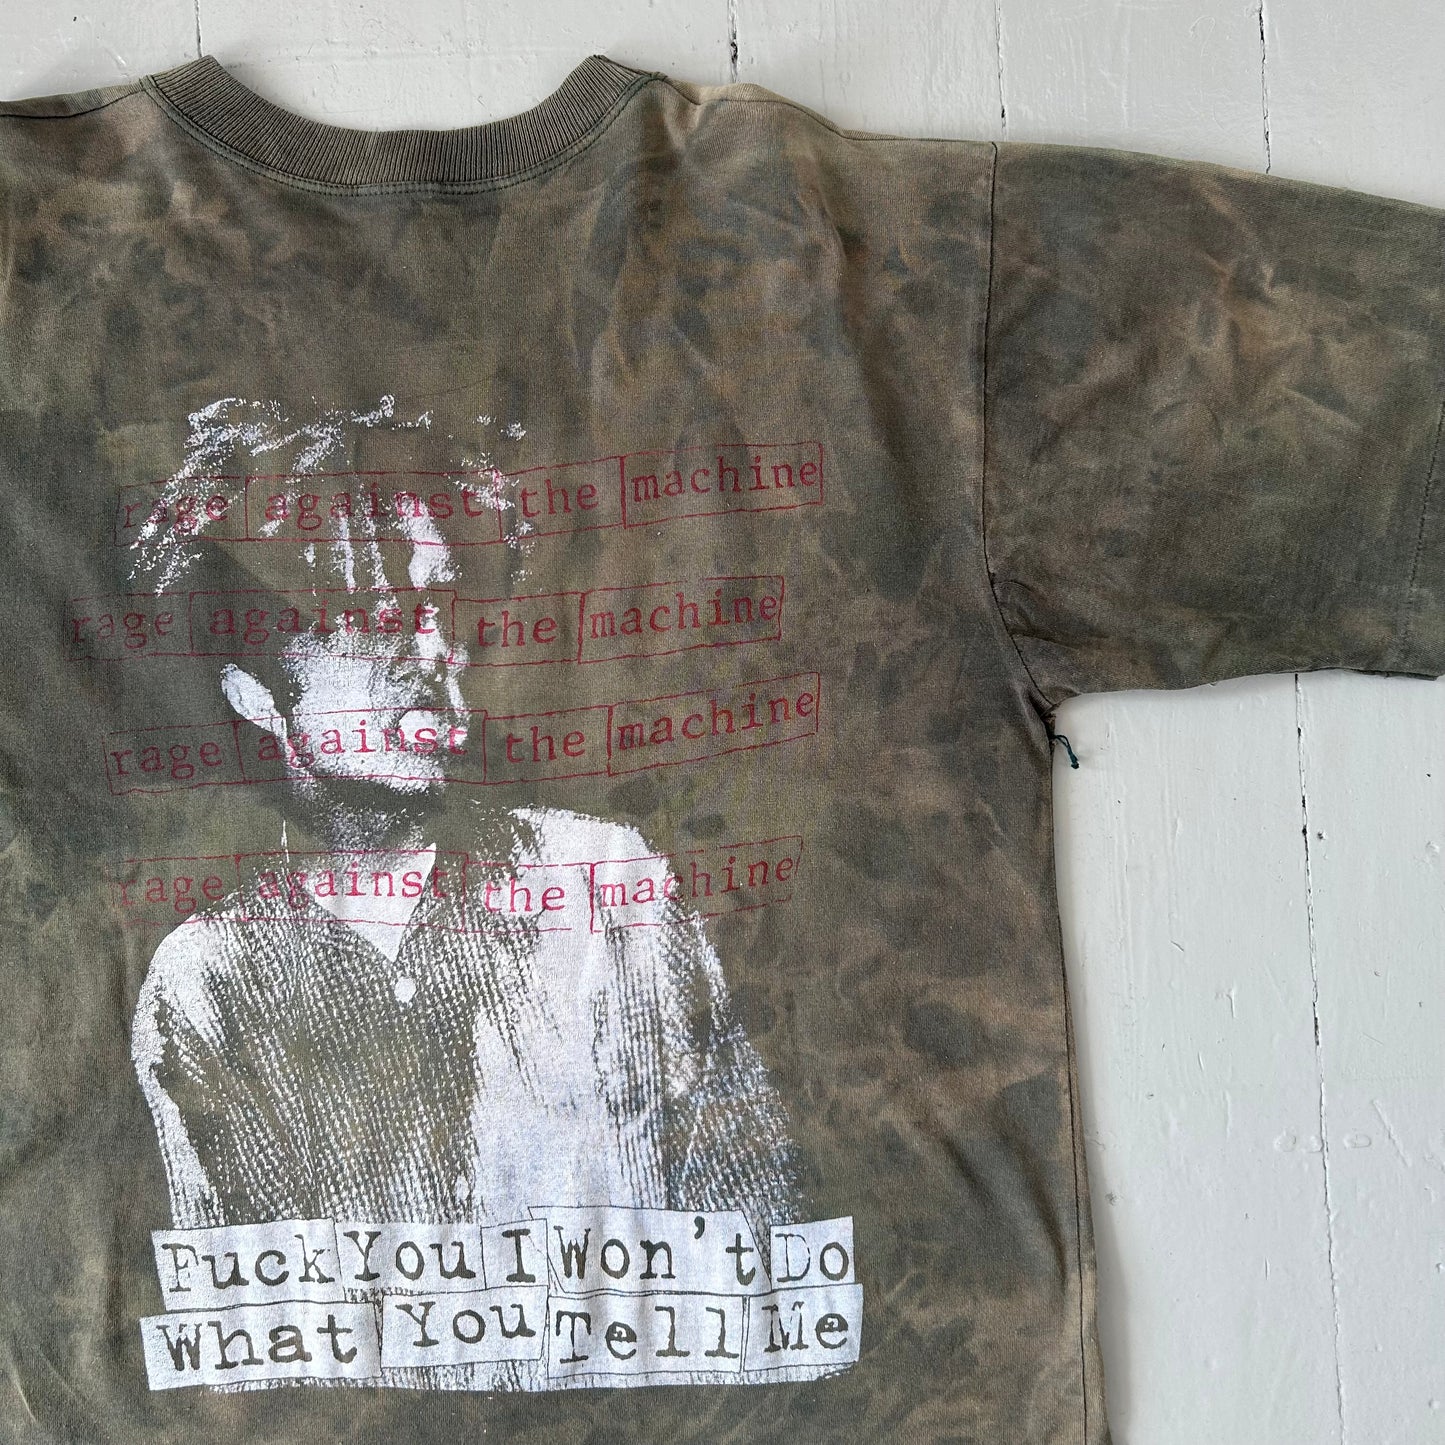 rage against the machine
rage against the machine
rage against the machine
rage against the machine
Fuck You I Won't Do
What You Tell Me